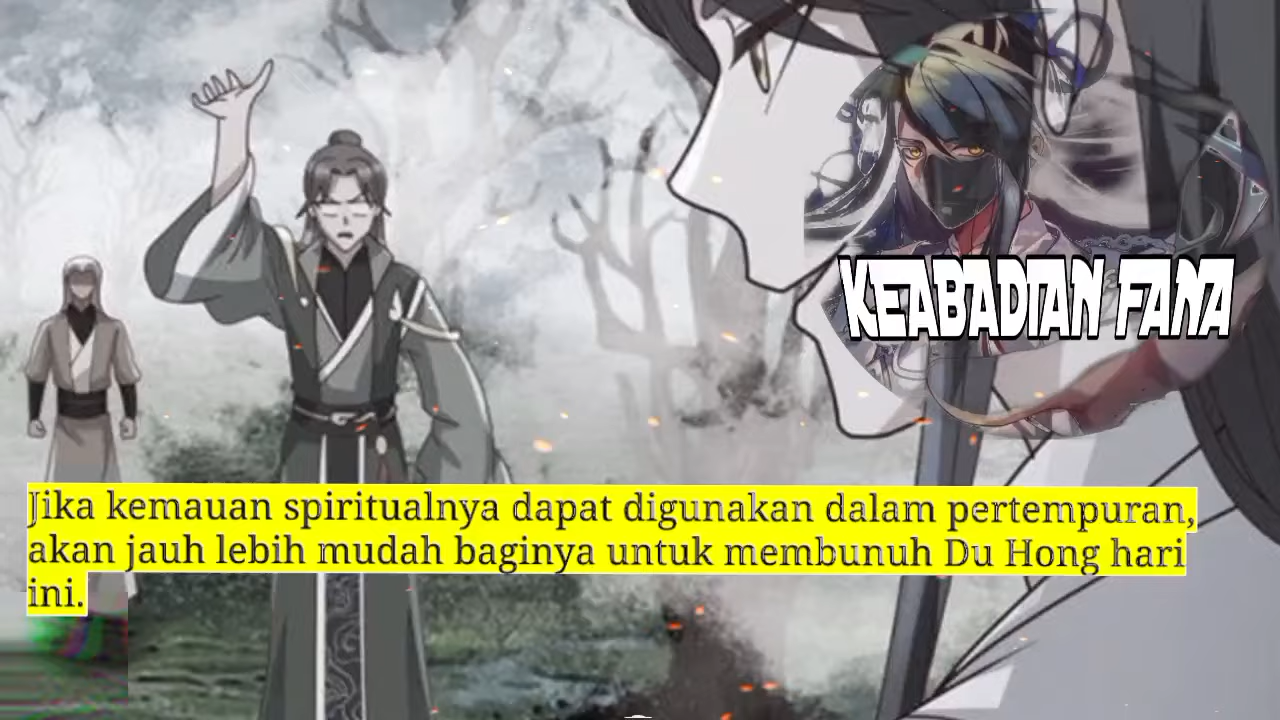 KEABADIAN FANA
Jika kemauan spiritualnya dapat digunakan dalam pertempuran,
akan jauh lebih mudah baginya untuk membunuh Du Hong hari
ini.